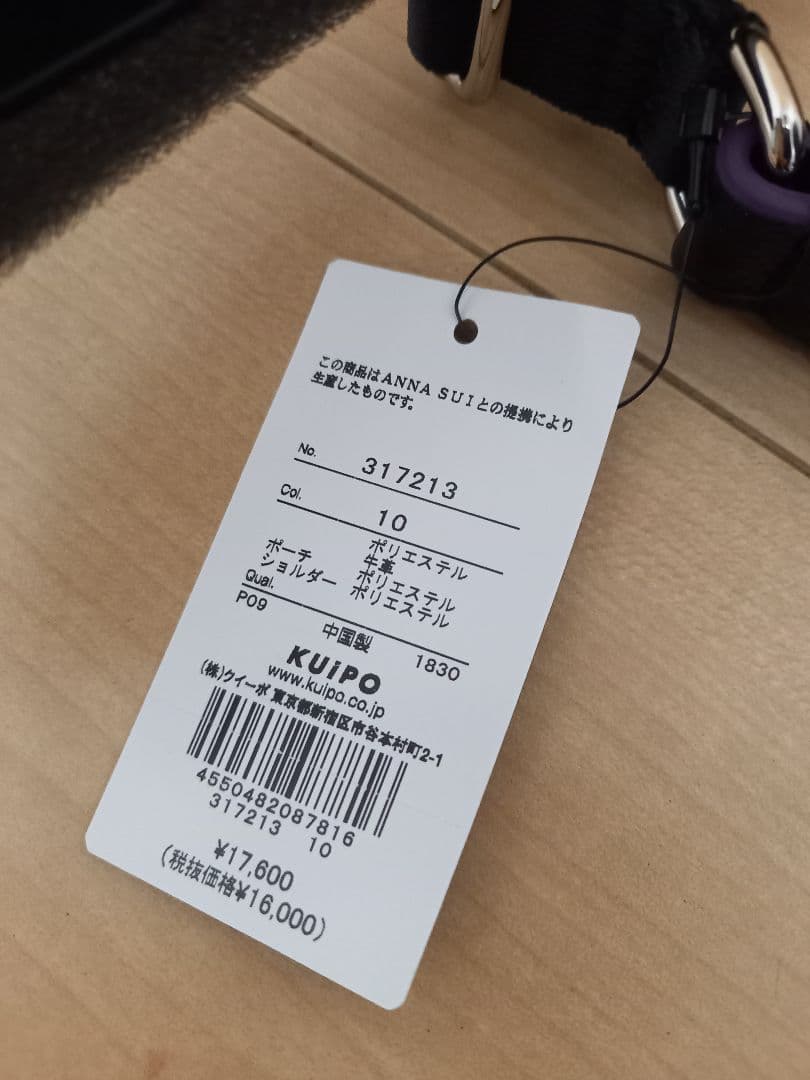 この商品はANNA SUIとの提携により
生産したものです。
No. 317213
Col. 10
ポリエステル
牛革
ポーチ ポリエステル
ショルダー ポリエステル
Qual.
P09 中国製 1830
KUiPO
www.kuipo.co.jp
(株)クイーポ 東京都新宿区市谷本村町2-1
4550482087816
317213 10
¥17,600
(税抜価格¥16,000)